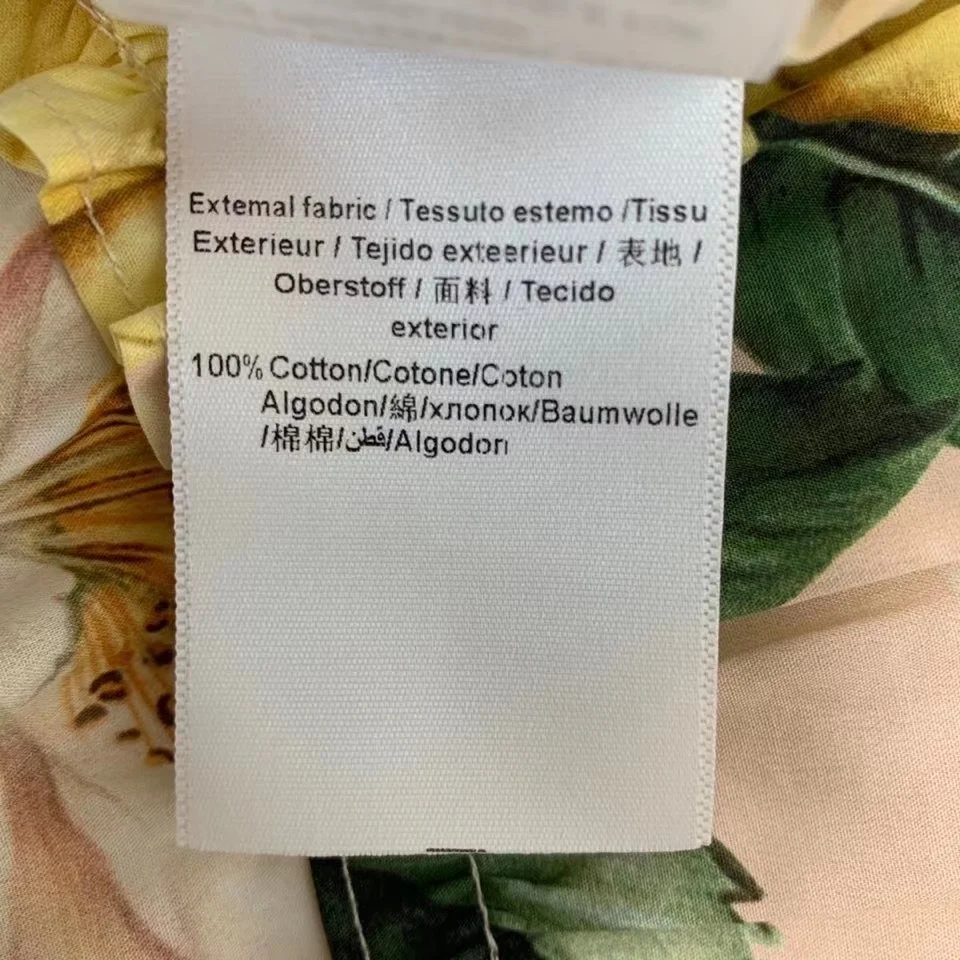 Extemal fabric / Tessuto estemo /Tissu
Exterieur / Tejido exteerieur / 表地 /
Oberstoff / 面料 / Tecido
exterior
100% Cotton/Cotone/Coton
Algodon/綿/хлопок/Baumwolle
/棉棉/قطن/Algodon